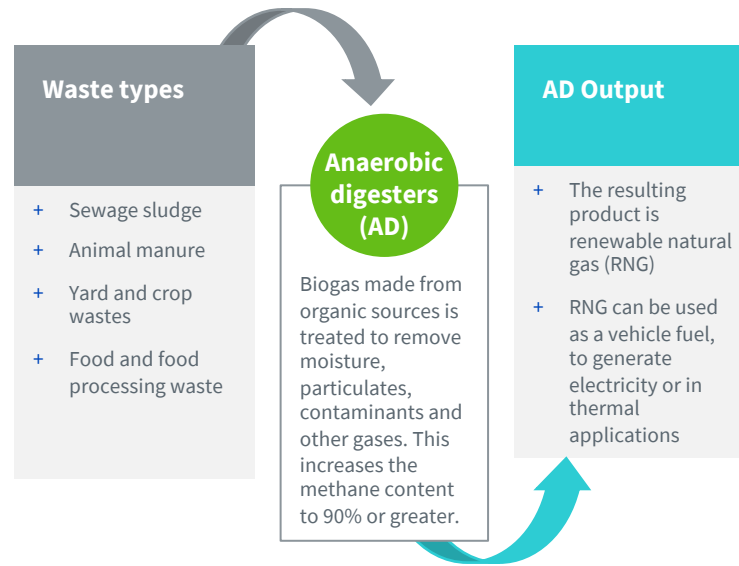 Waste types
+ Sewage sludge
+ Animal manure
+ Yard and crop
wastes
+ Food and food
processing waste
Anaerobic
digesters
(AD)
Biogas made from
organic sources is
treated to remove
moisture,
particulates,
contaminants and
other gases. This
increases the
methane content
to 90% or greater.
AD Output
+ The resulting
product is
renewable natural
gas (RNG)
+ RNG can be used
as a vehicle fuel,
to generate
electricity or in
thermal
applications